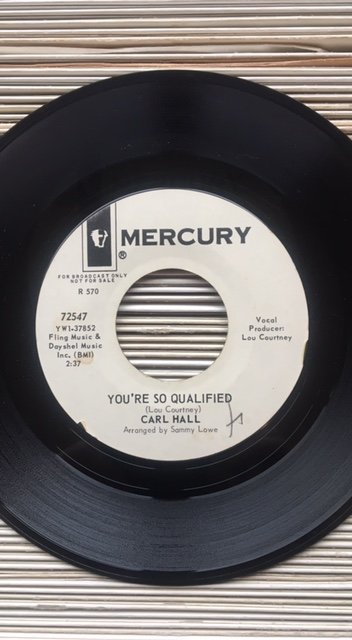 MERCURY
®
FOR BROADCAST ONLY
NOT FOR SALE
R 570
72547
YW1-37852
Fling Music &
Dayshel Music
Inc. (BMI)
2:37
Vocal
Producer:
Lou Courtney
YOU'RE SO QUALIFIED
(Lou Courtney)
CARL HALL
Arranged by Sammy Lowe